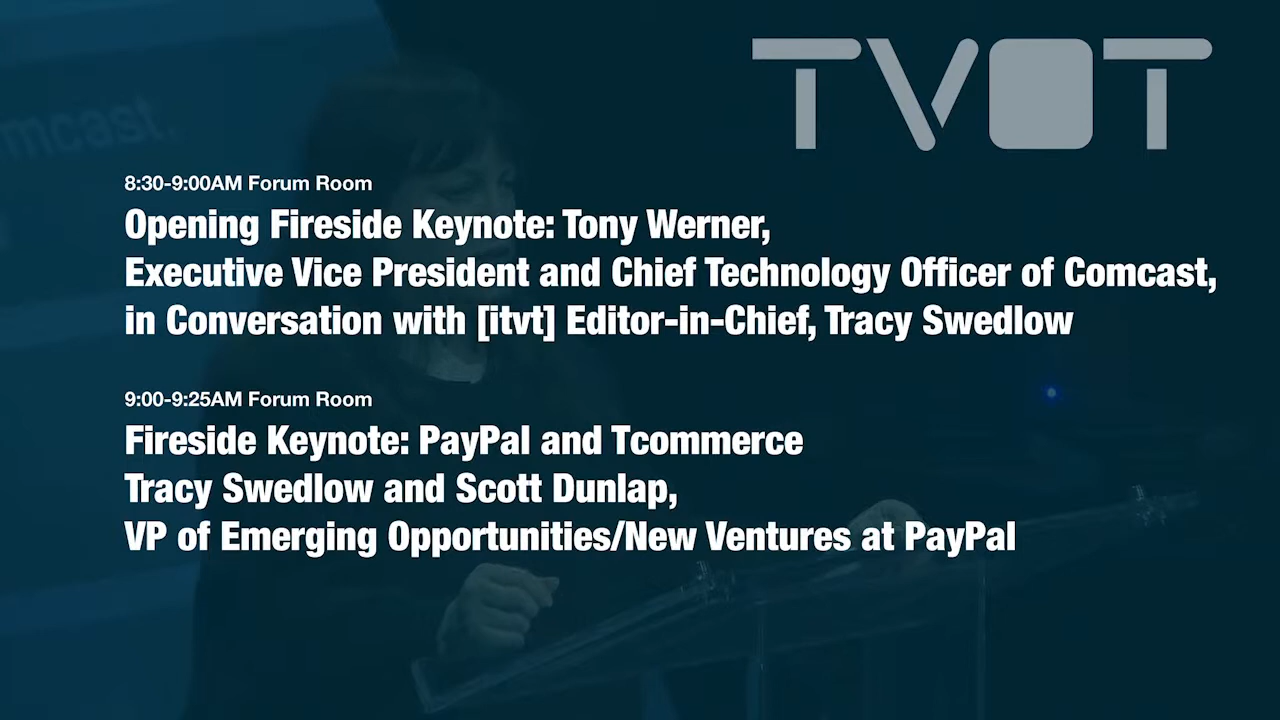 TVOT
mcast.
8:30-9:00AM Forum Room
Opening Fireside Keynote: Tony Werner,
Executive Vice President and Chief Technology Officer of Comcast,
in Conversation with [itvt] Editor-in-Chief, Tracy Swedlow
9:00-9:25AM Forum Room
Fireside Keynote: PayPal and Tcommerce
Tracy Swedlow and Scott Dunlap,
VP of Emerging Opportunities/New Ventures at PayPal